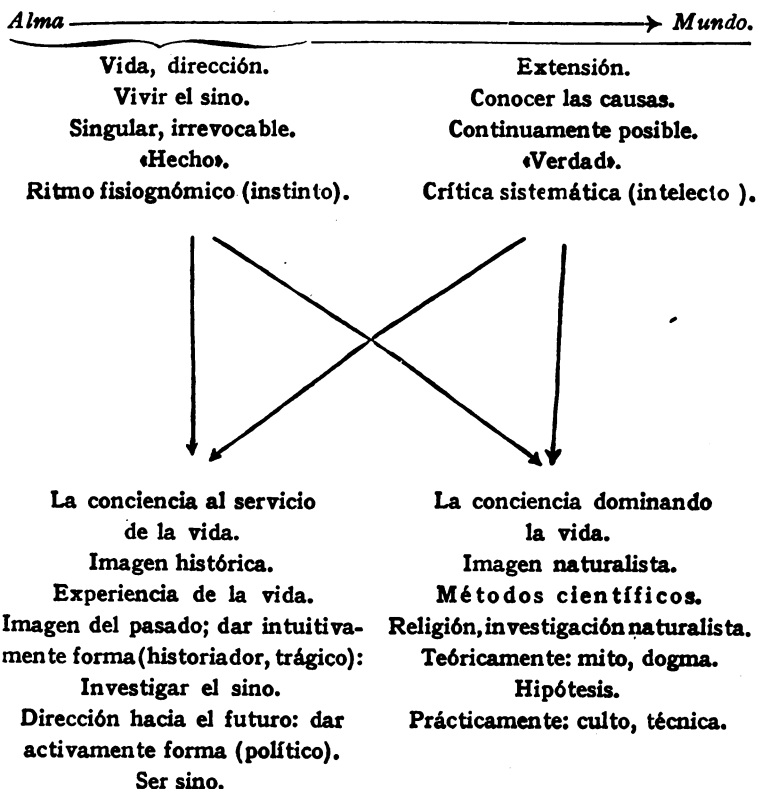 Alma Mundo.
Vida, dirección.
Vivir el sino.
Singular, irrevocable.
«Hecho».
Ritmo fisiognómico (instinto).
Extensión.
Conocer las causas.
Continuamente posible.
«Verdad».
Crítica sistemática (intelecto ).
La conciencia al servicio
de la vida.
Imagen histórica.
Experiencia de la vida.
Imagen del pasado; dar intuitiva-
mente forma (historiador, trágico):
Investigar el sino.
Dirección hacia el futuro: dar
activamente forma (político).
Ser sino.
La conciencia dominando
la vida.
Imagen naturalista.
Métodos científicos.
Religión, investigación naturalista.
Teóricamente: mito, dogma.
Hipótesis.
Prácticamente: culto, técnica.